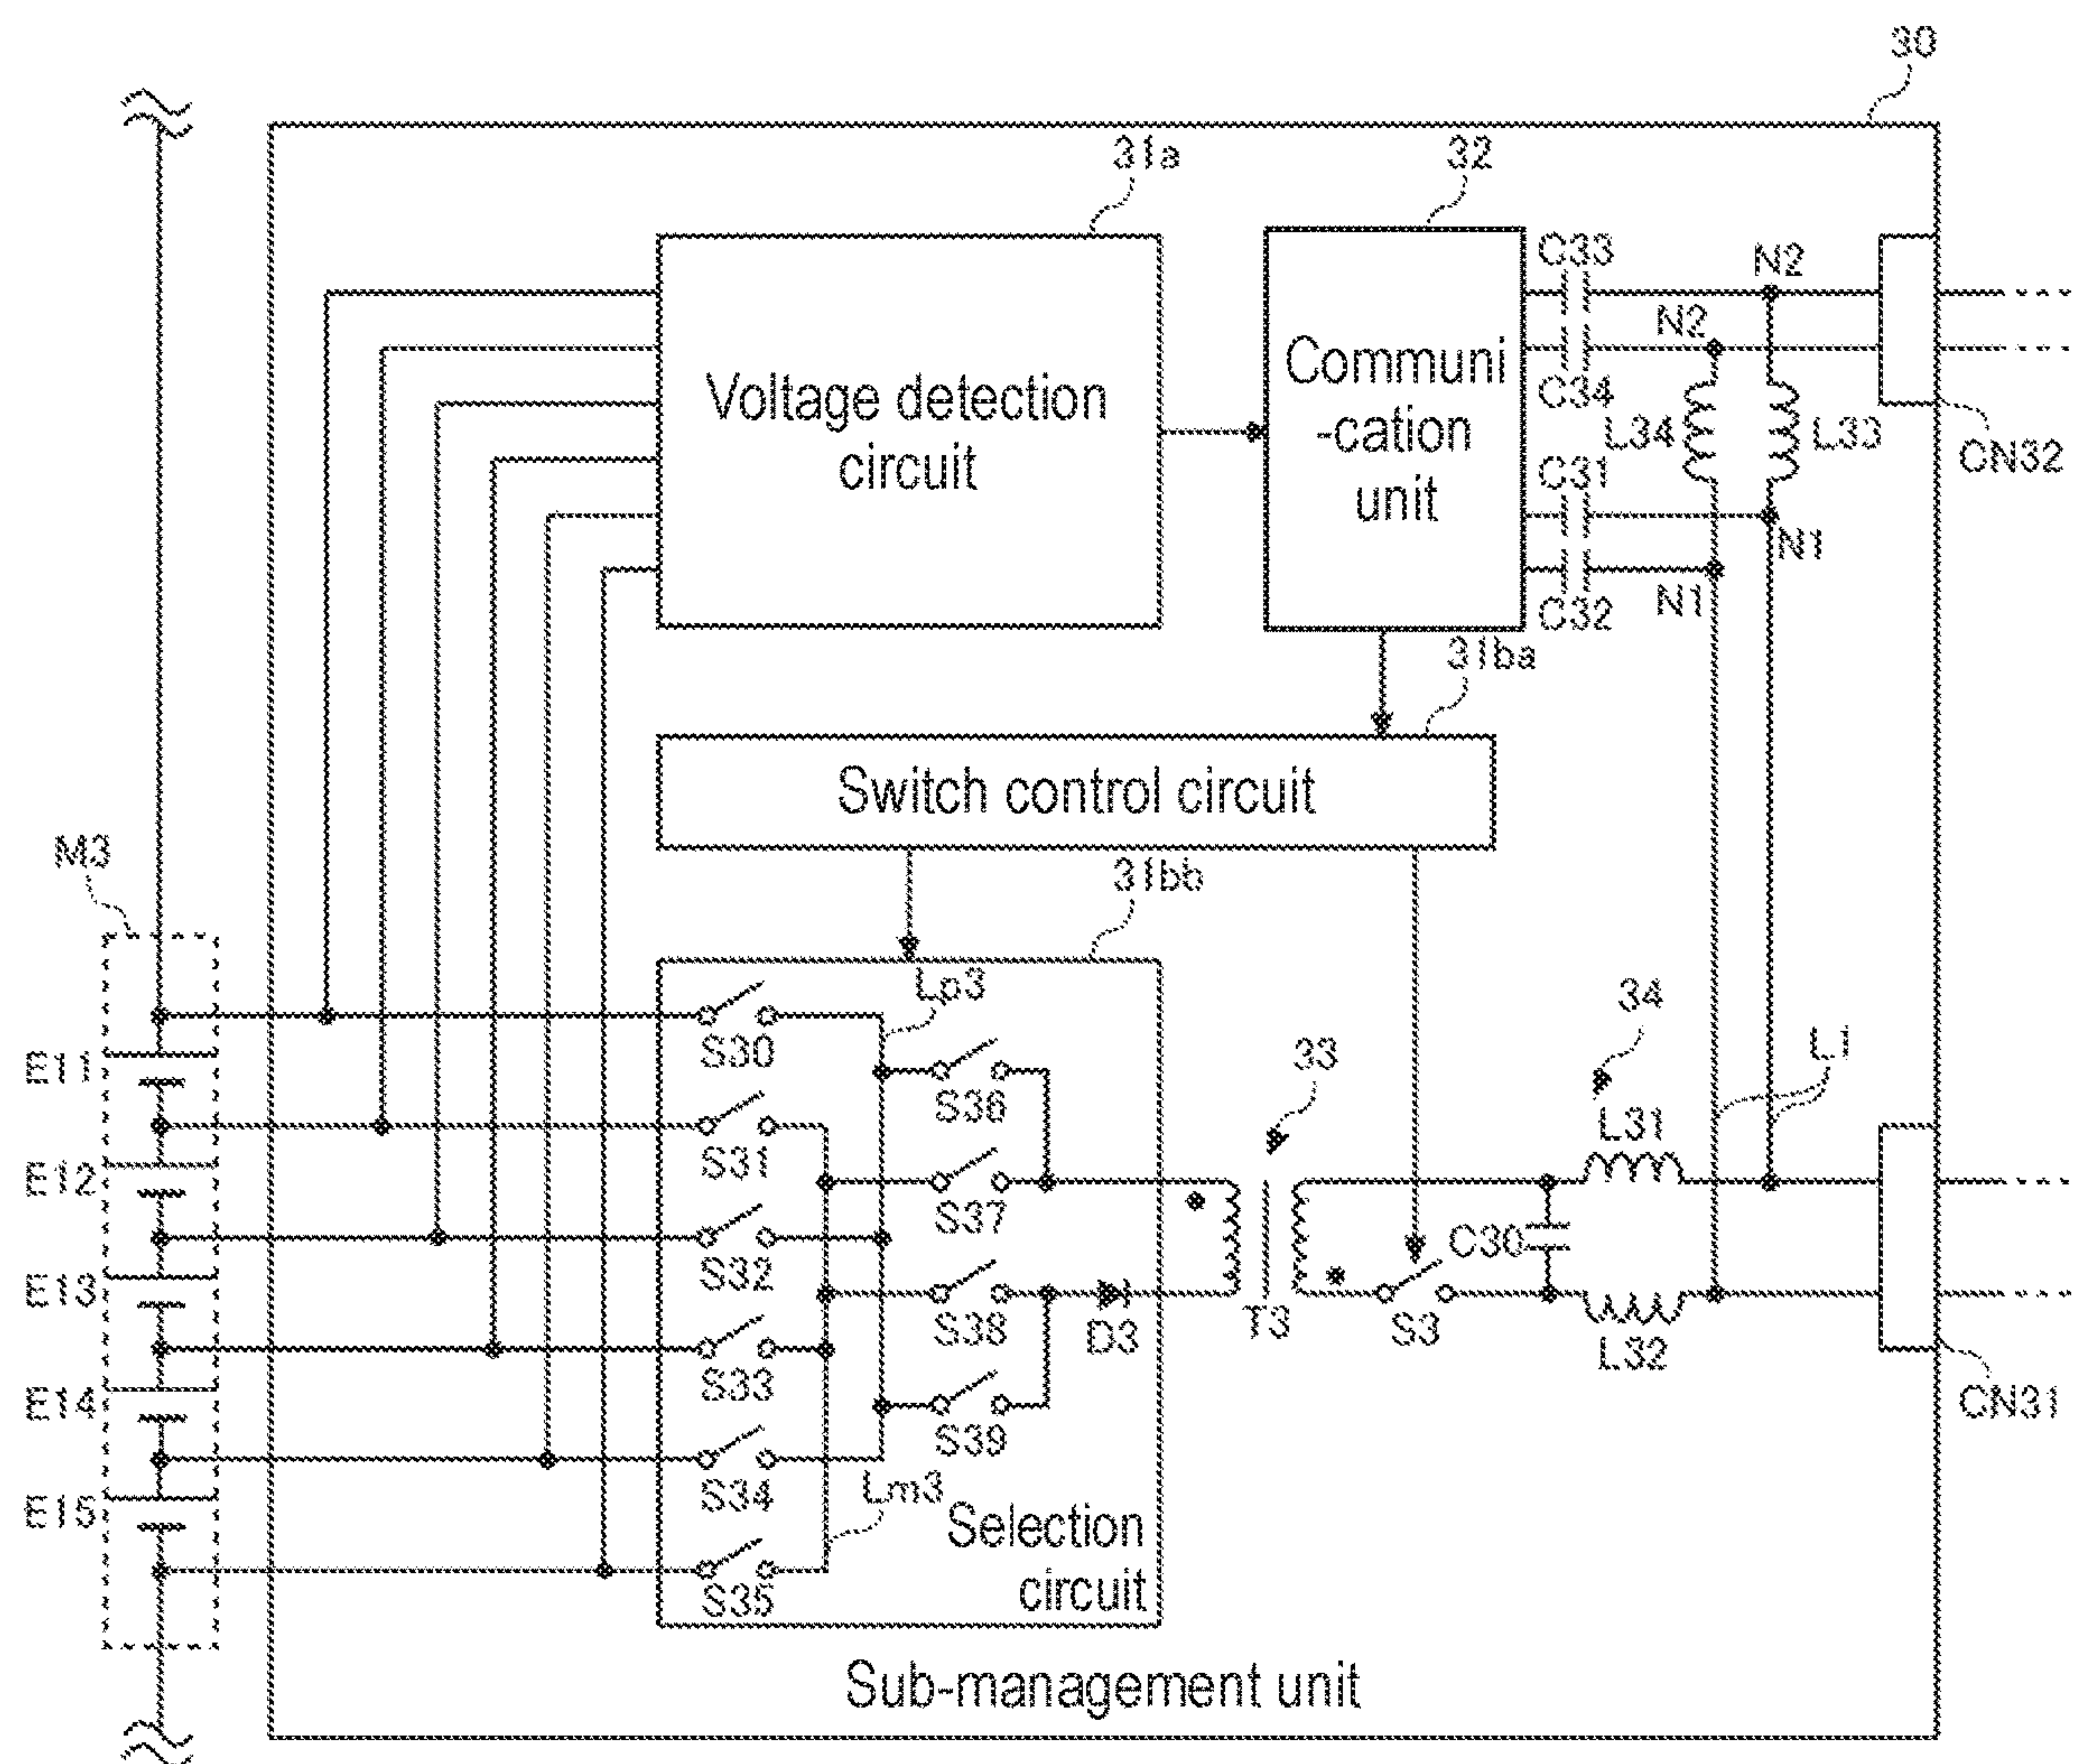 30
31a
32
C33
N2
N2
Communi
-cation
unit
Voltage detection
circuit
C34
L34
L33
CN32
C31
N1
N1
C32
31ba
Switch control circuit
M3
31bb
Lp3
34
S30
33
L1
E11
S36
L31
S31
E12
S37
C30
S32
E13
S38
D3
T3
S3
L32
S33
E14
S39
CN31
S34
Lm3
E15
Selection
circuit
S35
Sub-management unit